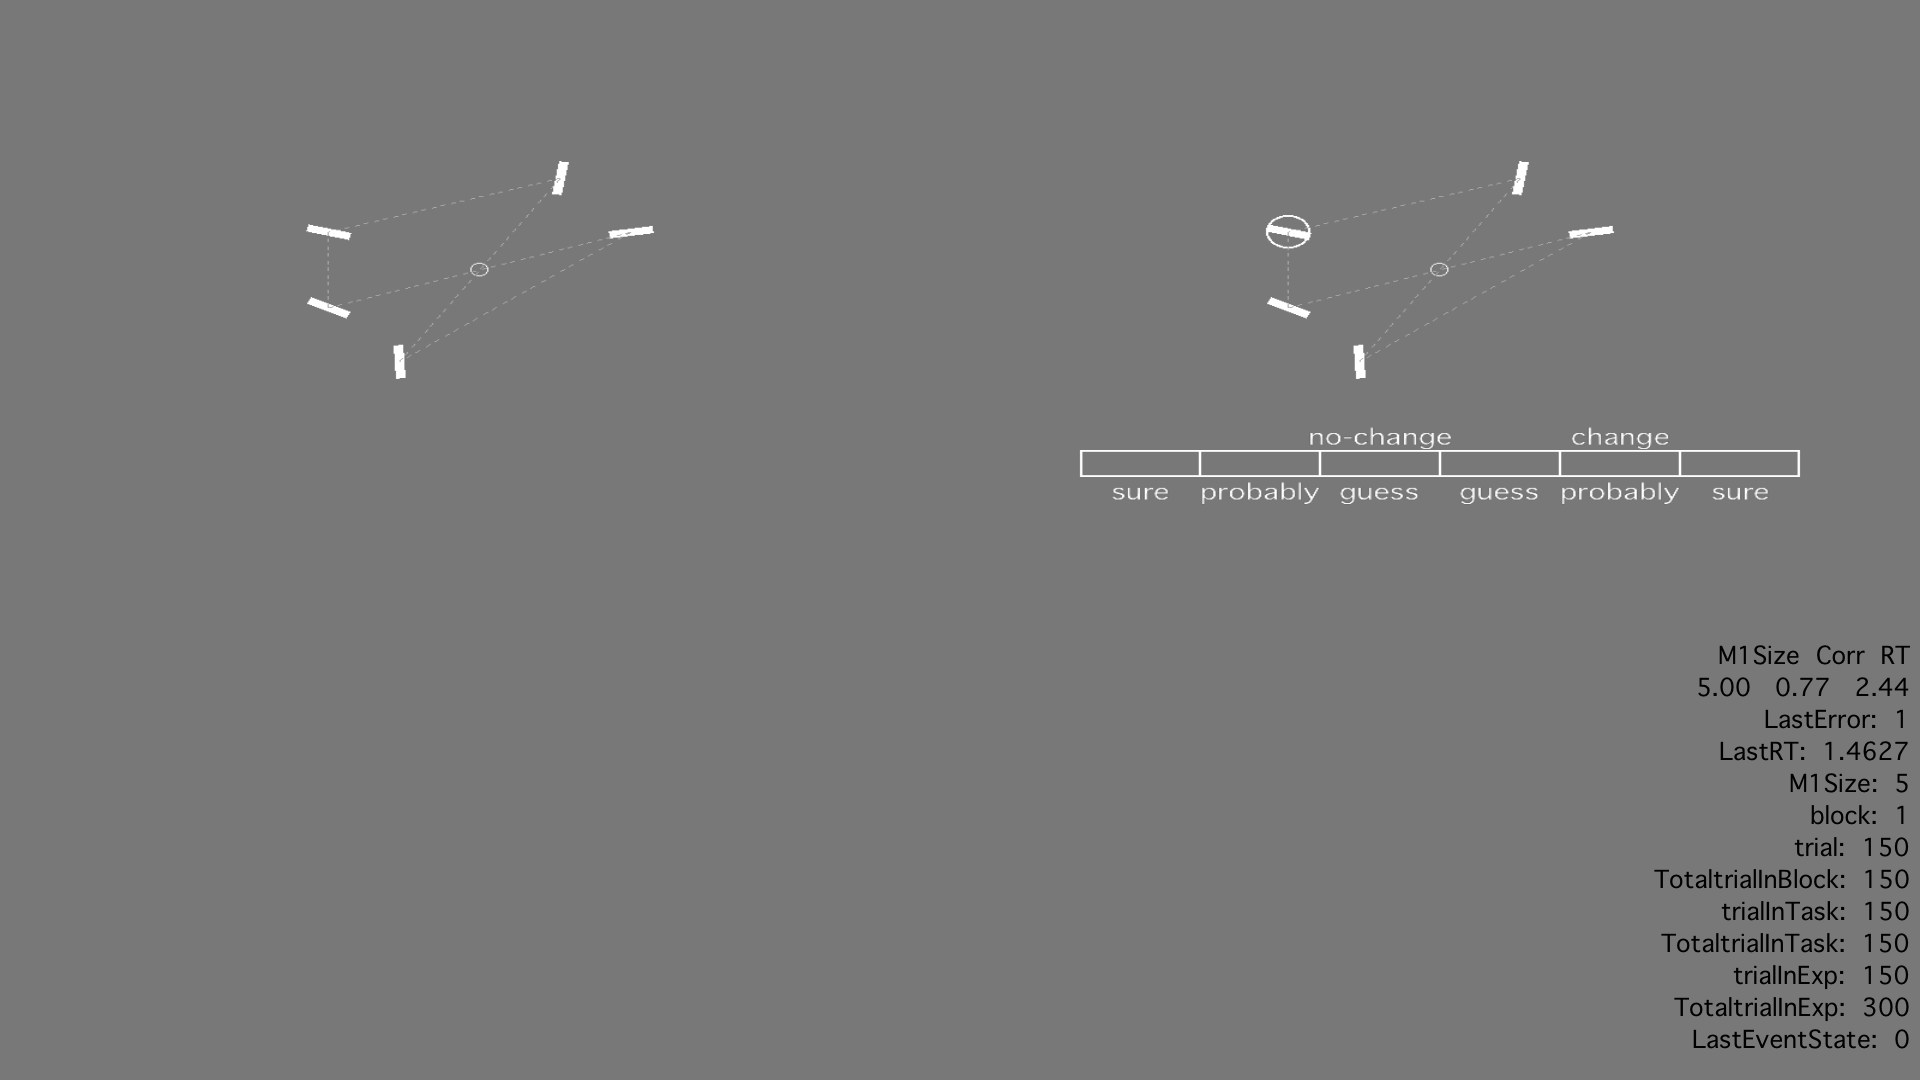 no-change change
sure probably guess guess probably sure
M1Size Corr RT
5.00 0.77 2.44
LastError: 1
LastRT: 1.4627
M1Size: 5
block: 1
trial: 150
TotaltrialInBlock: 150
trialInTask: 150
TotaltrialInTask: 150
trialInExp: 150
TotaltrialInExp: 300
LastEventState: 0